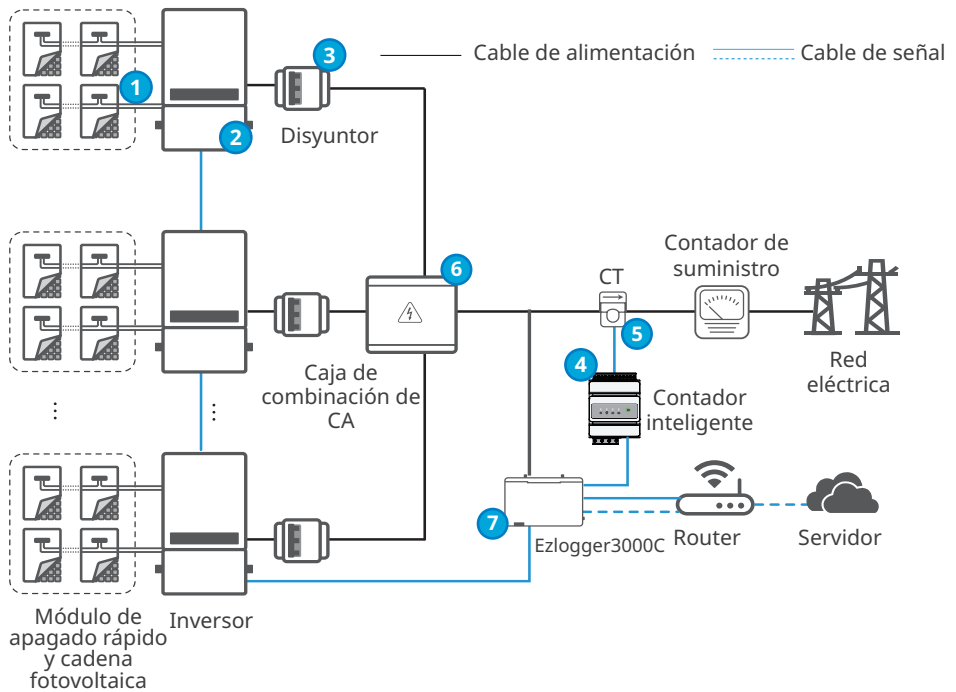 Cable de alimentación
Cable de señal
3
1
2
Disyuntor
6
Contador de
suministro
CT
5
4
Caja de
combinación de
CA
Contador
inteligente
Red
eléctrica
7
Ezlogger3000C
Router
Servidor
Módulo de
apagado rápido
y cadena
fotovoltaica
Inversor